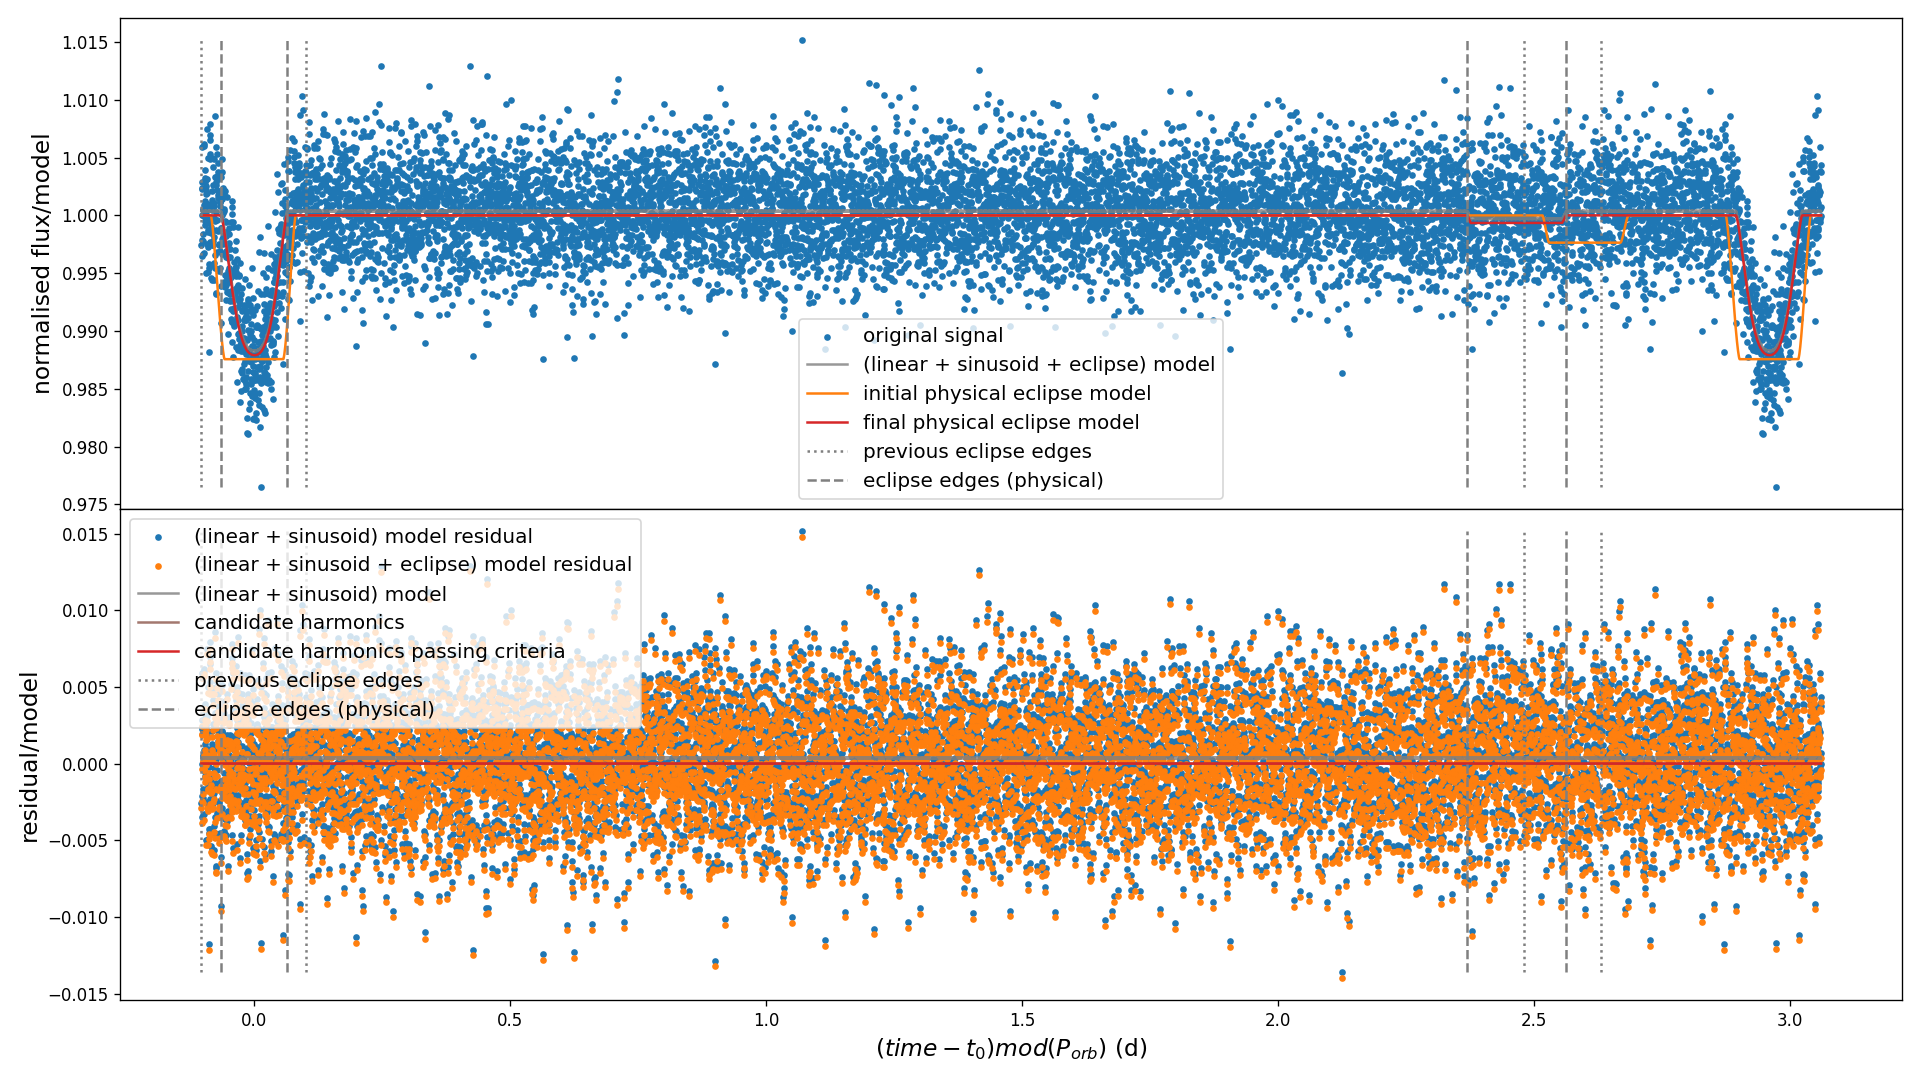 normalised flux/model
1.015
1.010
1.005
1.000
0.995
0.990
0.985
0.980
0.975
original signal
(linear + sinusoid + eclipse) model
initial physical eclipse model
final physical eclipse model
previous eclipse edges
eclipse edges (physical)
residual/model
0.015
0.010
0.005
0.000
−0.005
−0.010
−0.015
(linear + sinusoid) model residual
(linear + sinusoid + eclipse) model residual
(linear + sinusoid) model
candidate harmonics
candidate harmonics passing criteria
previous eclipse edges
eclipse edges (physical)
0.0 0.5 1.0 1.5 2.0 2.5 3.0
(time − t₀)mod(P_orb) (d)